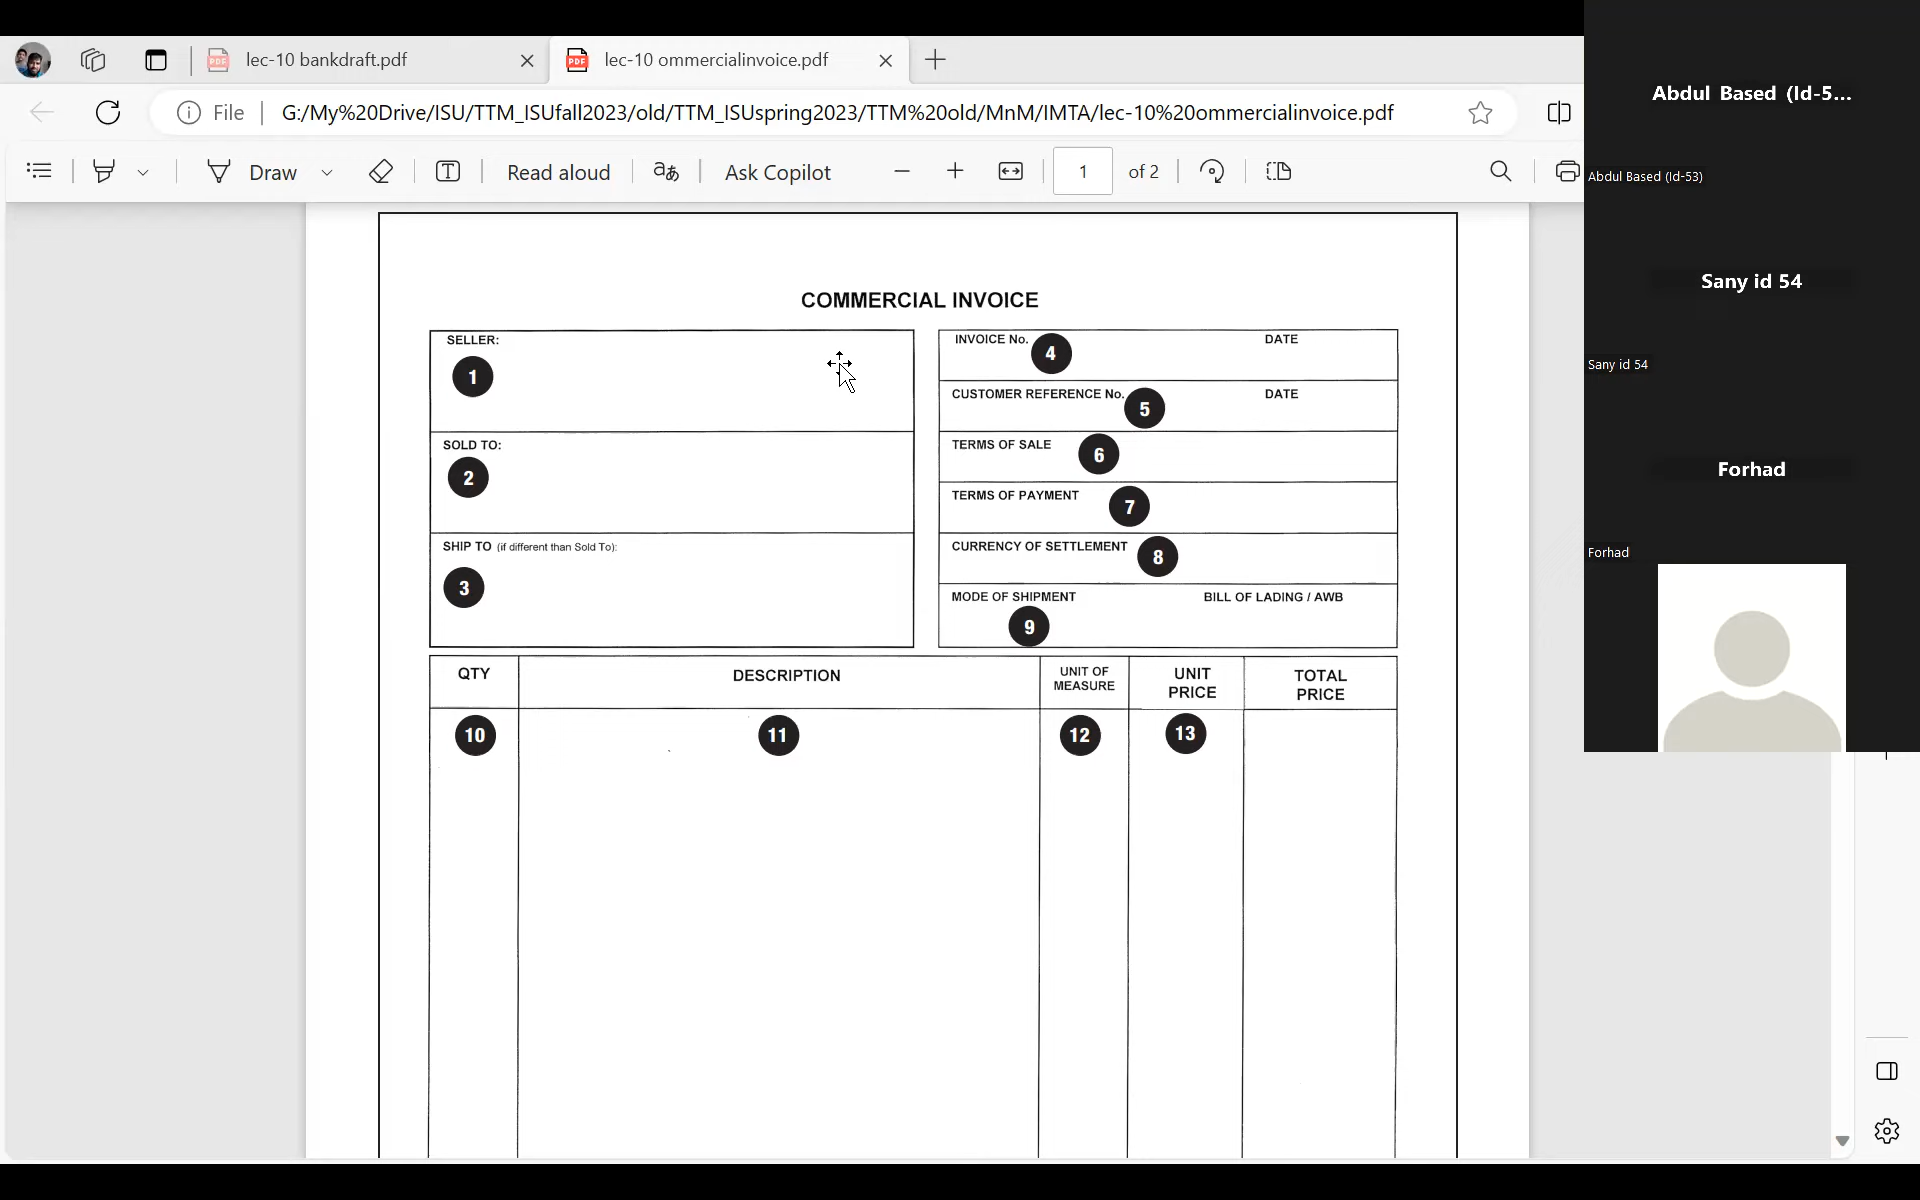 lec-10 bankdraft.pdf
lec-10 ommercialinvoice.pdf
File
G:/My%20Drive/ISU/TTM_ISUfall2023/old/TTM_ISUspring2023/TTM%20old/MnM/IMTA/lec-10%20ommercialinvoice.pdf
Draw
Read aloud
aあ
Ask Copilot
1 of 2
COMMERCIAL INVOICE
SELLER:
1
SOLD TO:
2
SHIP TO (if different than Sold To):
3
INVOICE No. 4 DATE
CUSTOMER REFERENCE No. 5 DATE
TERMS OF SALE 6
TERMS OF PAYMENT 7
CURRENCY OF SETTLEMENT 8
MODE OF SHIPMENT BILL OF LADING / AWB
9
QTY DESCRIPTION UNIT OF MEASURE UNIT PRICE TOTAL PRICE
10 11 12 13
Abdul Based (Id-5...
Abdul Based (Id-53)
Sany id 54
Sany id 54
Forhad
Forhad